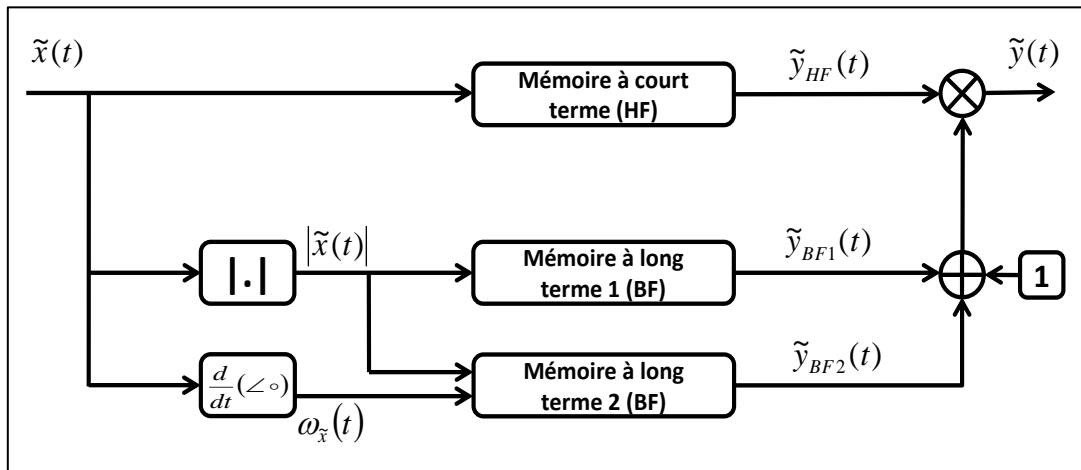 x̃(t)
Mémoire à court
terme (HF)
ỹ_HF(t)
ỹ(t)
|.|
|x̃(t)|
Mémoire à long
terme 1 (BF)
ỹ_BF1(t)
1
d/dt(∠∘)
ω_x̃(t)
Mémoire à long
terme 2 (BF)
ỹ_BF2(t)